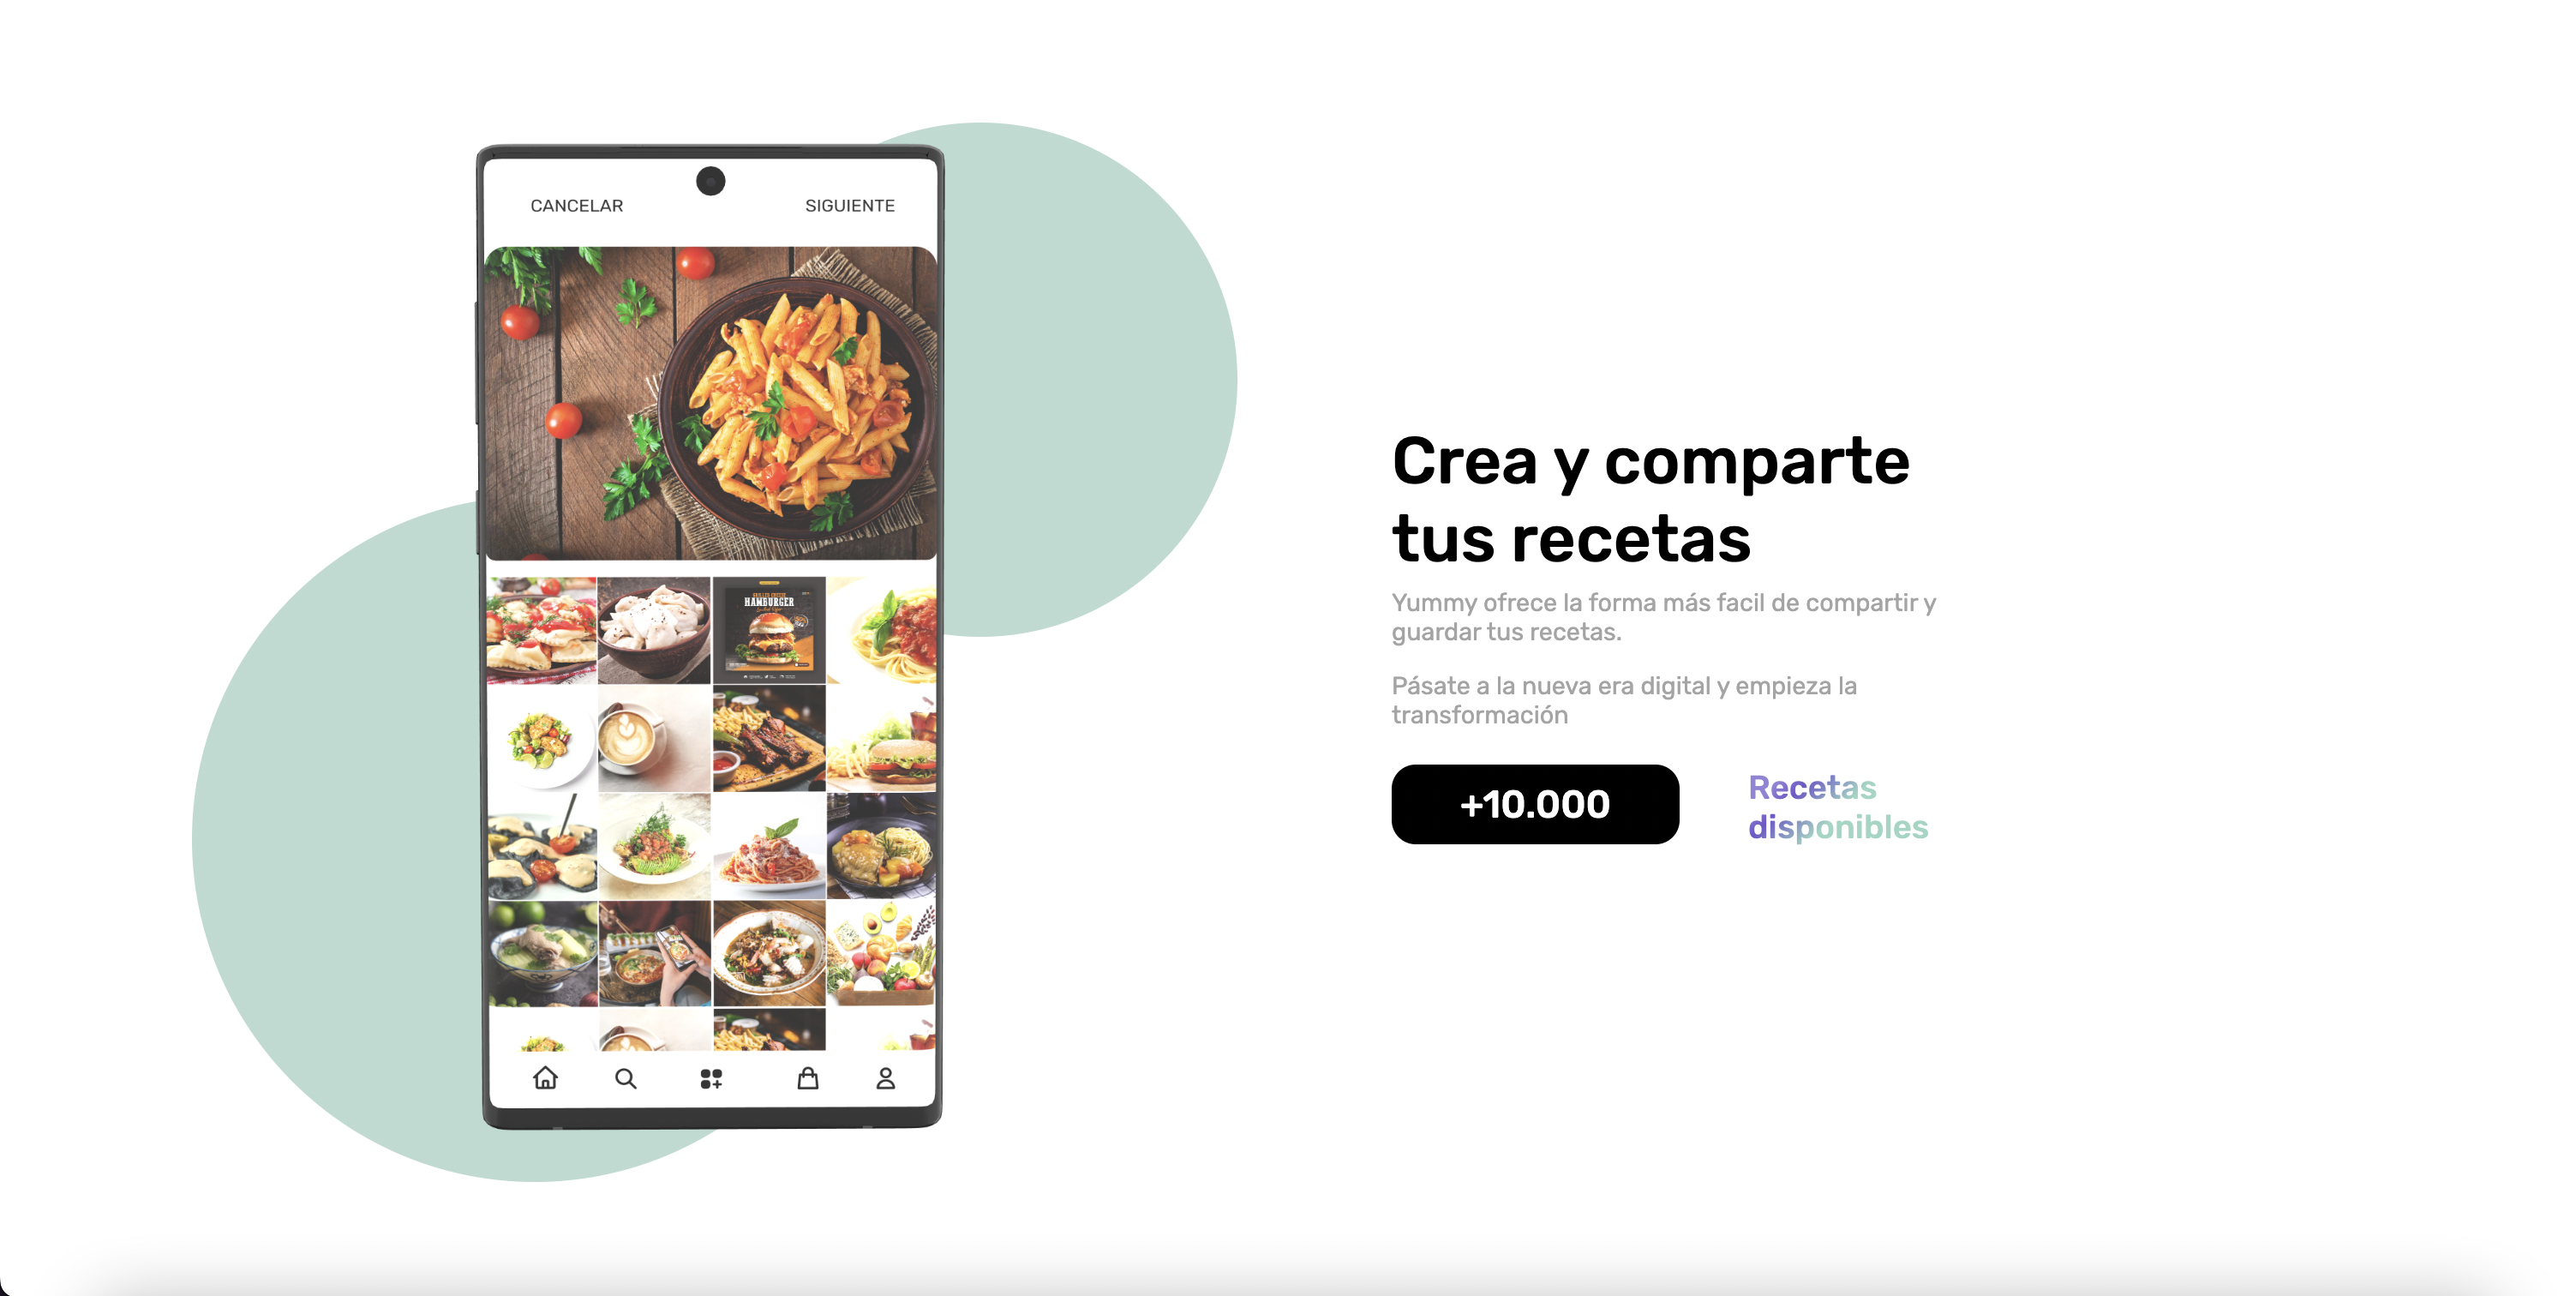 CANCELAR
SIGUIENTE
HAMBURGER
Crea y comparte
tus recetas
Yummy ofrece la forma más facil de compartir y
guardar tus recetas.
Pásate a la nueva era digital y empieza la
transformación
+10.000
Recetas
disponibles